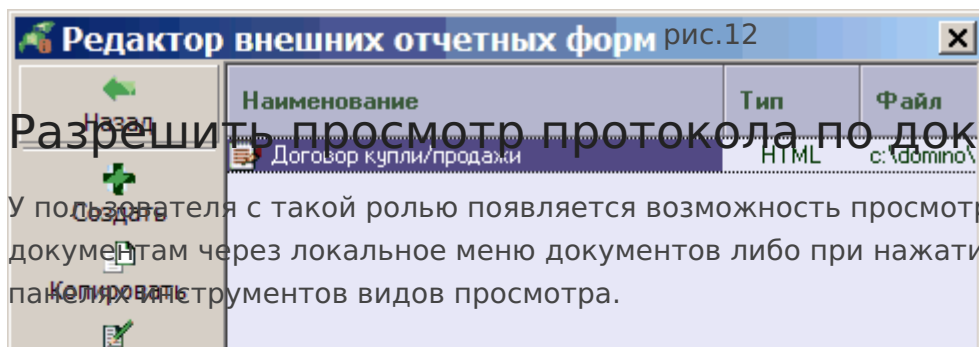 Редактор внешних отчетных форм рис.12
Назад
Наименование Тип Файл
Разрешить просмотр протокола по док
Договор купли/продажи HTML c:\domino\
Создать
У пользователя с такой ролью появляется возможность просмотр
документам через локальное меню документов либо при нажати
Копировать
панелях инструментов видов просмотра.